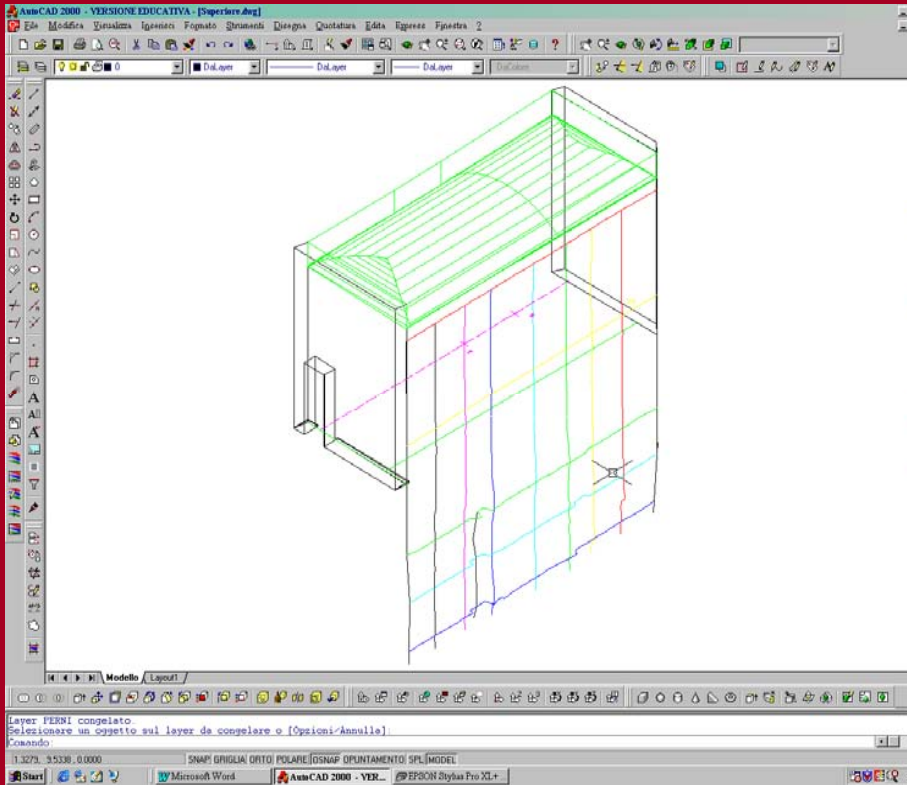 AutoCAD 2000 - VERSIONE EDUCATIVA - [Superiore.dwg]
File Modifica Visualizza Inserisci Formato Strumenti Disegna Quotatura Edita Express Finestra ?
0 DaLayer DaLayer DaLayer DaColore
Modello Layout1
Layer PERNI congelato.
Selezionare un oggetto sul layer da congelare o [Opzioni/Annulla]:
Comando:
1.3279, 9.5338, 0.0000 SNAP GRIGLIA ORTO POLARE OSNAP OPUNTAMENTO SPL MODEL
Start Microsoft Word AutoCAD 2000 - VER... EPSON Stylus Pro XL+...